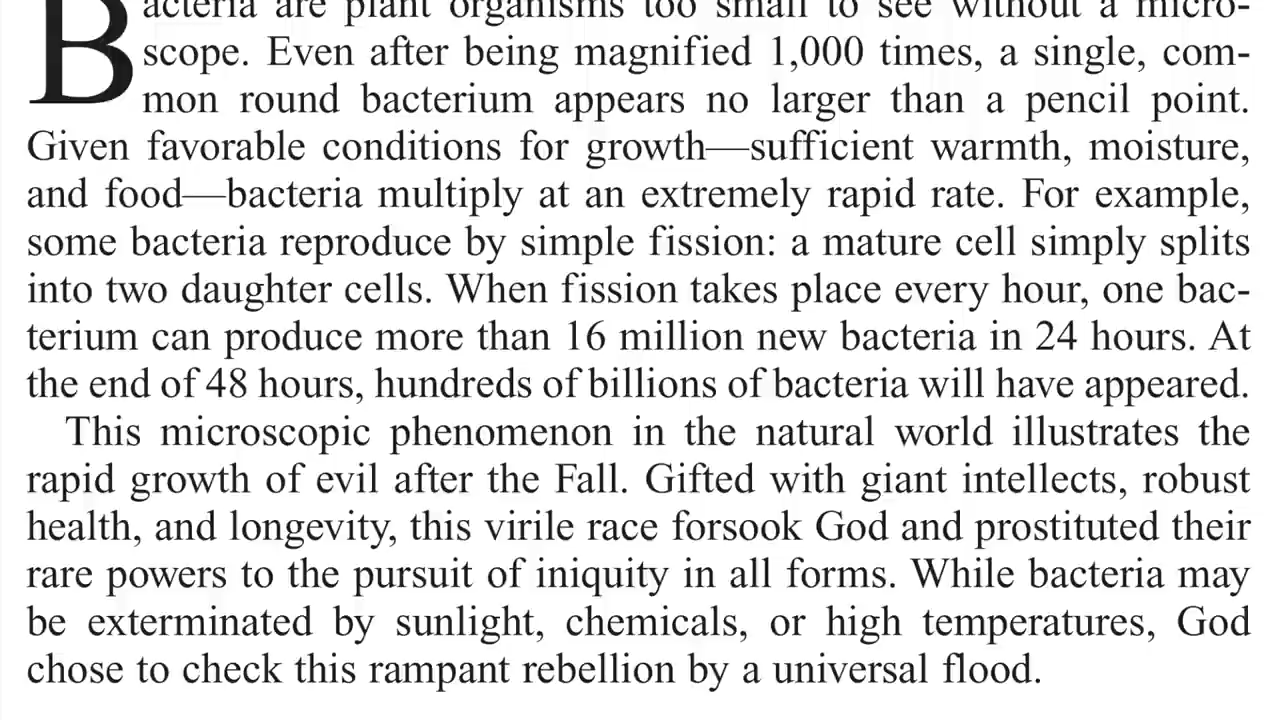 Bacteria are plant organisms too small to see without a micro-
scope. Even after being magnified 1,000 times, a single, com-
mon round bacterium appears no larger than a pencil point.
Given favorable conditions for growth—sufficient warmth, moisture,
and food—bacteria multiply at an extremely rapid rate. For example,
some bacteria reproduce by simple fission: a mature cell simply splits
into two daughter cells. When fission takes place every hour, one bac-
terium can produce more than 16 million new bacteria in 24 hours. At
the end of 48 hours, hundreds of billions of bacteria will have appeared.
This microscopic phenomenon in the natural world illustrates the
rapid growth of evil after the Fall. Gifted with giant intellects, robust
health, and longevity, this virile race forsook God and prostituted their
rare powers to the pursuit of iniquity in all forms. While bacteria may
be exterminated by sunlight, chemicals, or high temperatures, God
chose to check this rampant rebellion by a universal flood.